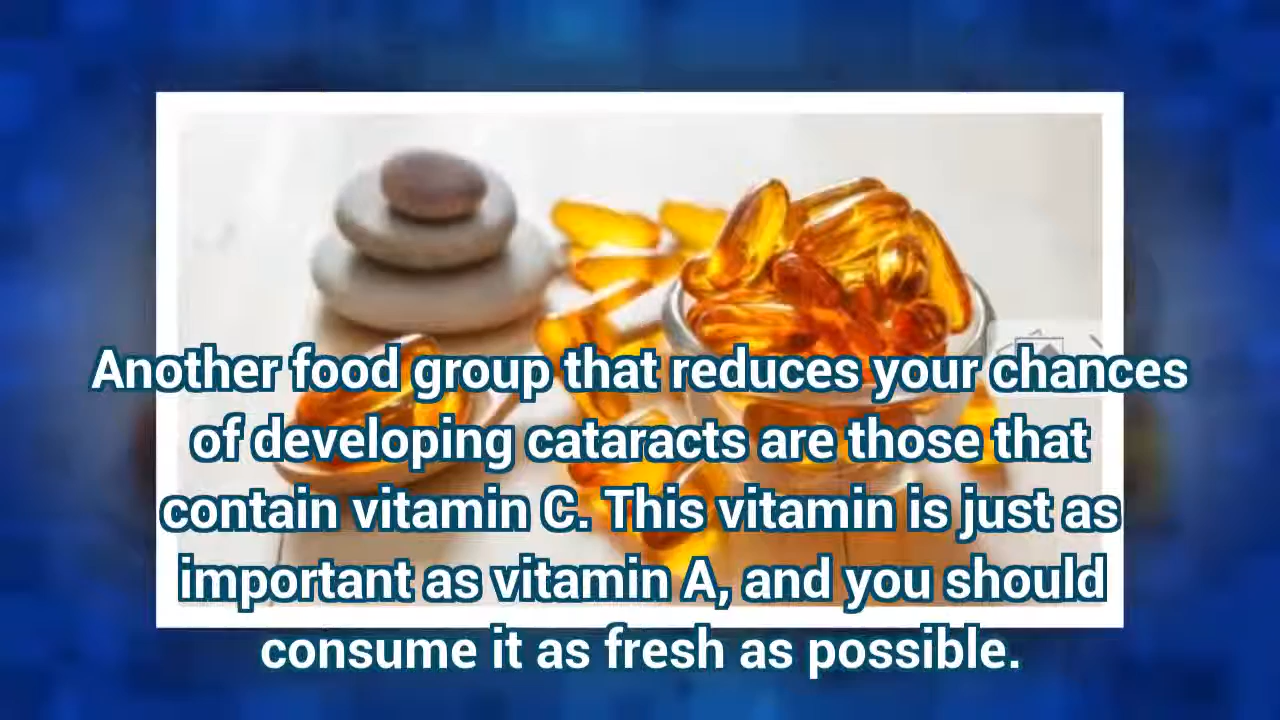 Another food group that reduces your chances
of developing cataracts are those that
contain vitamin C. This vitamin is just as
important as vitamin A, and you should
consume it as fresh as possible.